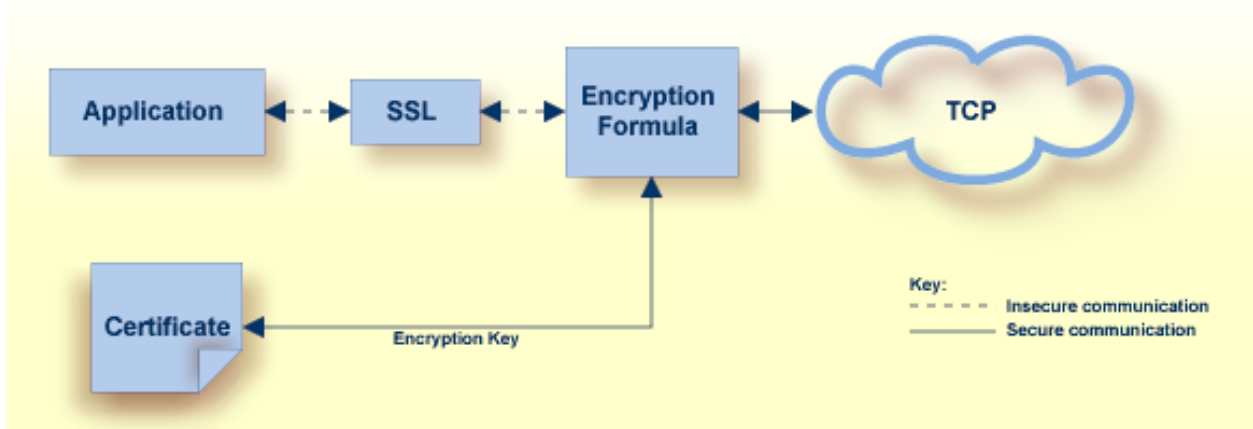 Application
SSL
Encryption
Formula
TCP
Certificate
Encryption Key
Key:
Insecure communication
Secure communication